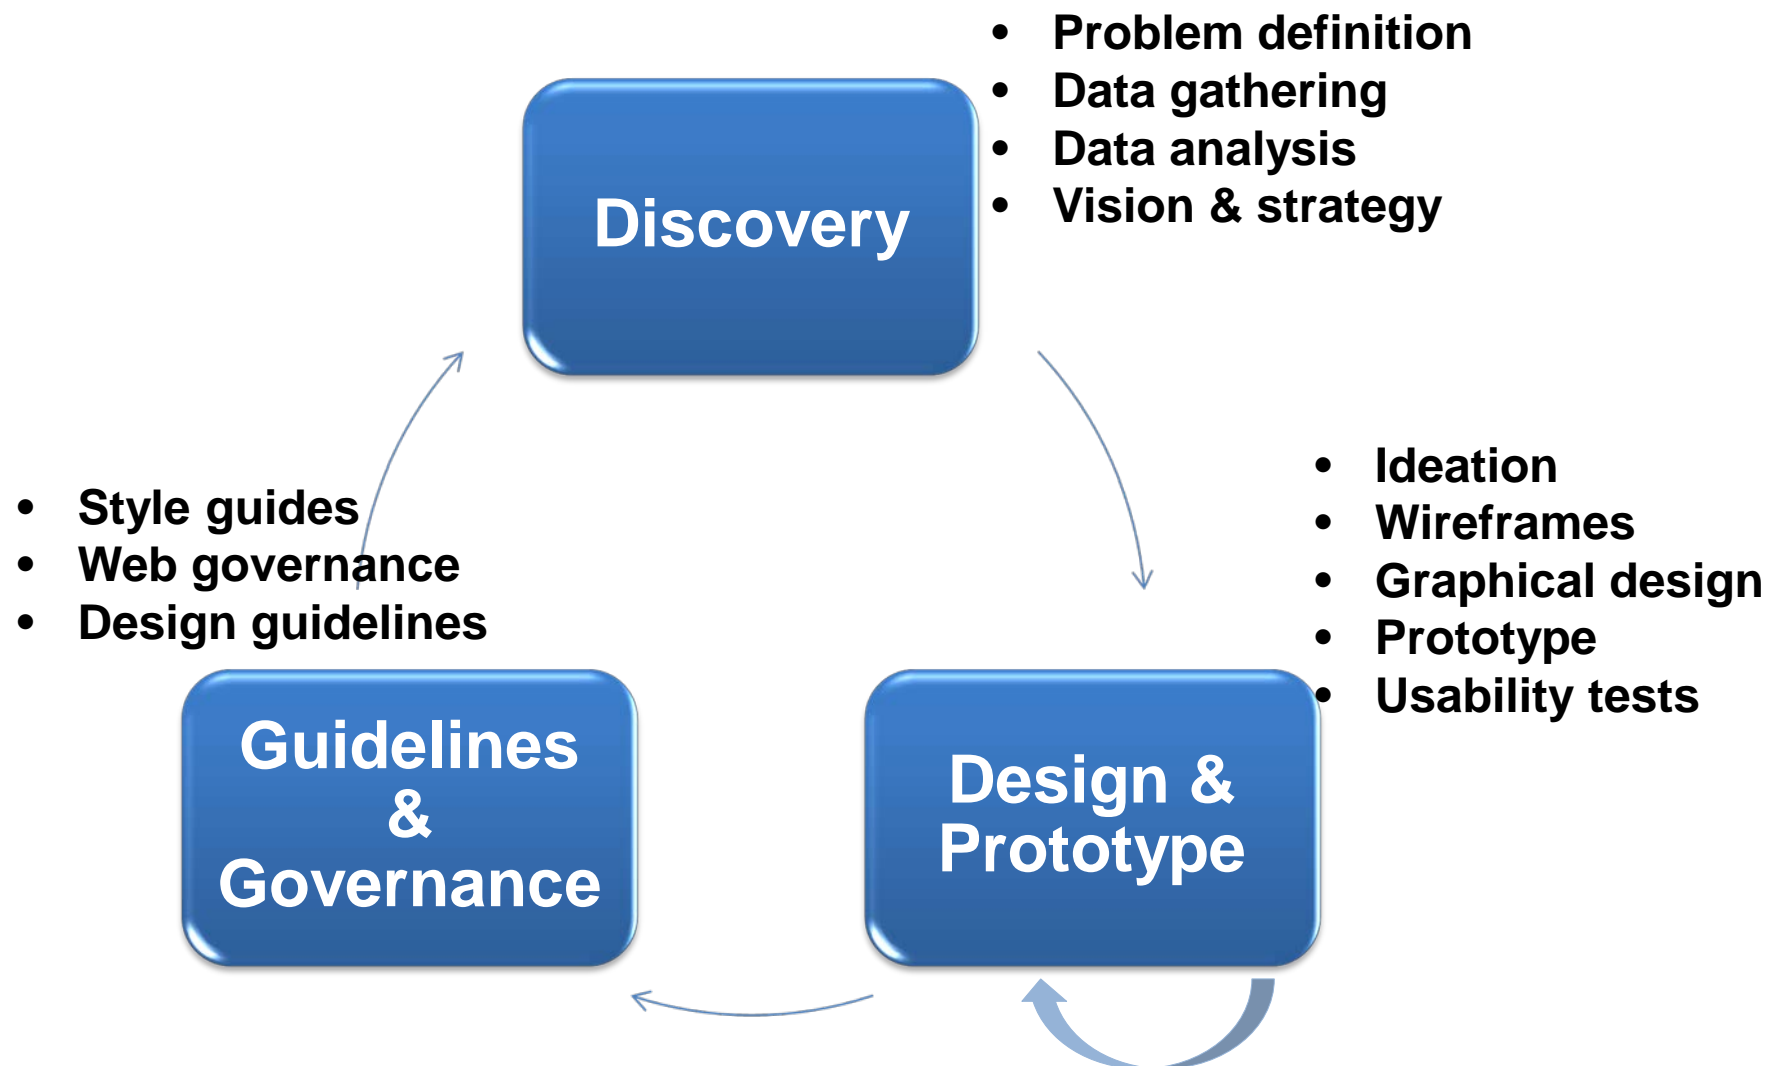 • Problem definition
• Data gathering
• Data analysis
• Vision & strategy
Discovery
• Ideation
• Wireframes
• Graphical design
• Prototype
• Usability tests
Design &
Prototype
• Style guides
• Web governance
• Design guidelines
Guidelines
&
Governance